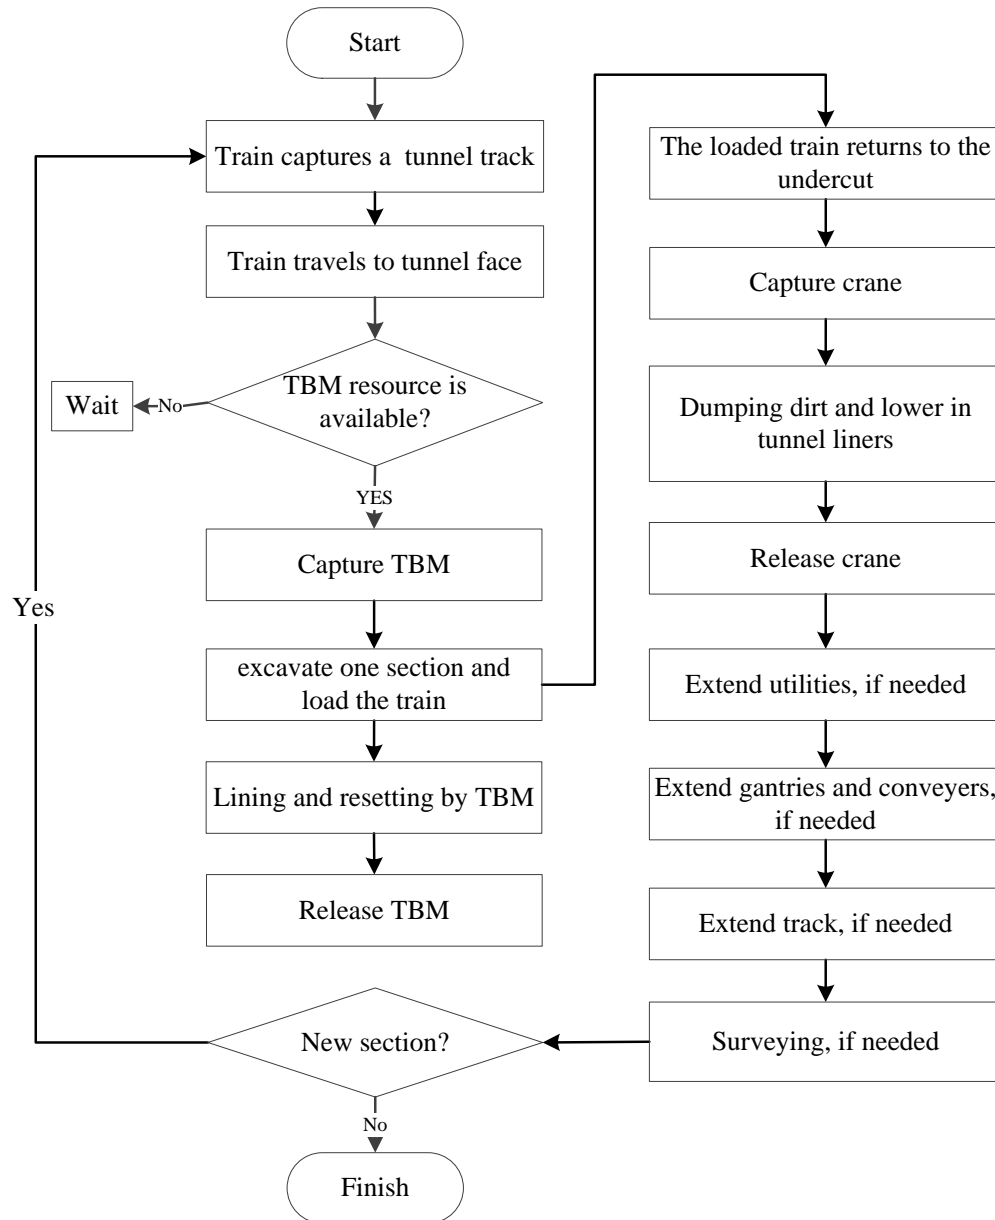 Start
Train captures a tunnel track
Train travels to tunnel face
TBM resource is
available?
No
Wait
YES
Capture TBM
excavate one section and
load the train
Lining and resetting by TBM
Release TBM
The loaded train returns to the
undercut
Capture crane
Dumping dirt and lower in
tunnel liners
Release crane
Extend utilities, if needed
Extend gantries and conveyers,
if needed
Extend track, if needed
Surveying, if needed
New section?
Yes
No
Finish